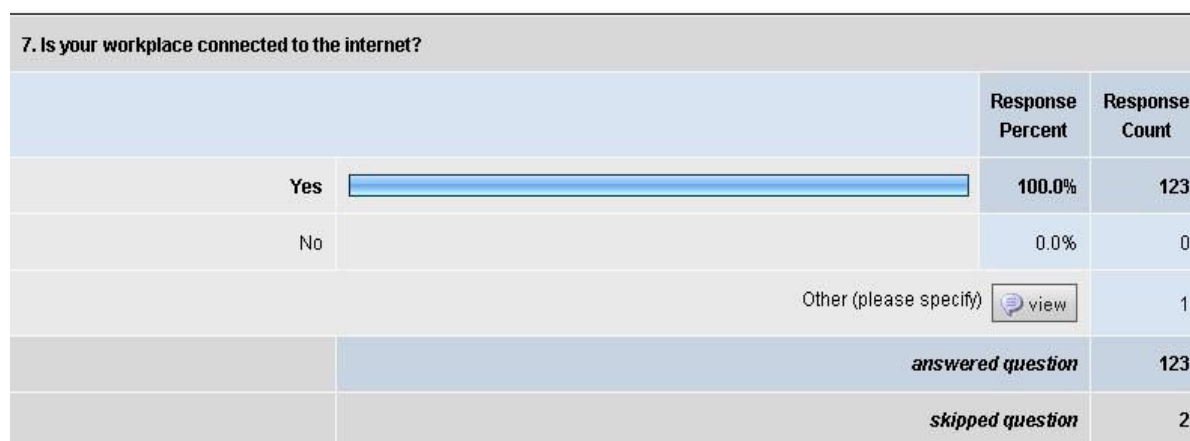 7. Is your workplace connected to the internet?
Response Percent
Response Count
Yes 100.0% 123
No 0.0% 0
Other (please specify) view 1
answered question 123
skipped question 2